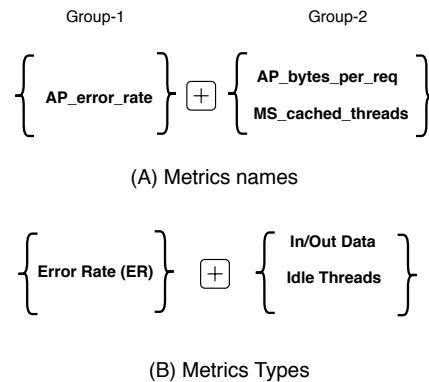 Group-1 Group-2
AP_error_rate + AP_bytes_per_req
MS_cached_threads
(A) Metrics names
Error Rate (ER) + In/Out Data
Idle Threads
(B) Metrics Types